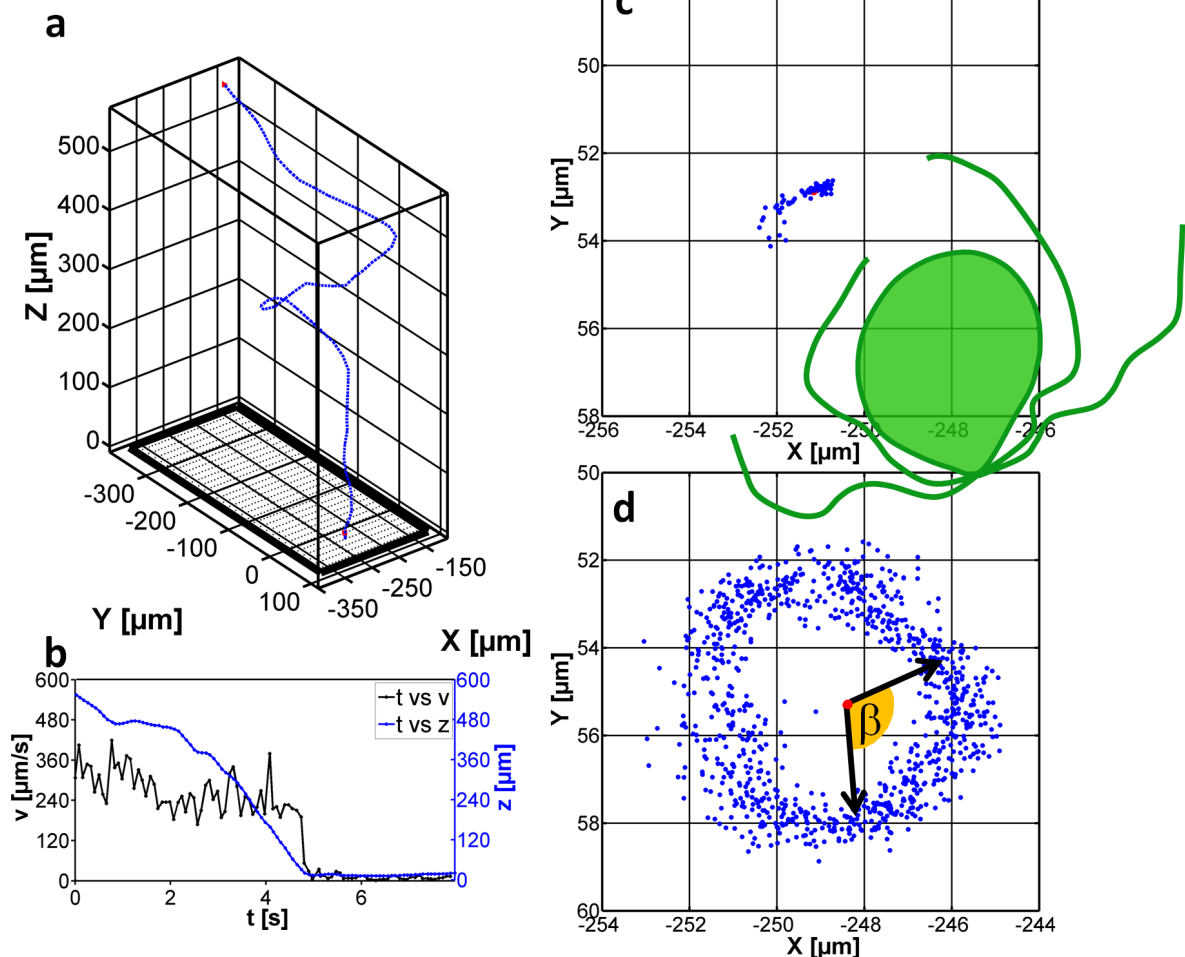 a
500
400
300
200
100
0
Z [µm]
-300
-200
-100
0
100
Y [µm]
-350
-250
-150
X [µm]
b
600
480
360
240
120
0
v [µm/s]
t vs v
t vs z
600
480
360
240
120
0
z [µm]
0 2 4 6
t [s]
c
50
52
54
56
58
Y [µm]
-256 -254 -252 -250 -248 -246
X [µm]
d
50
52
54
56
58
60
Y [µm]
β
-254 -252 -250 -248 -246 -244
X [µm]